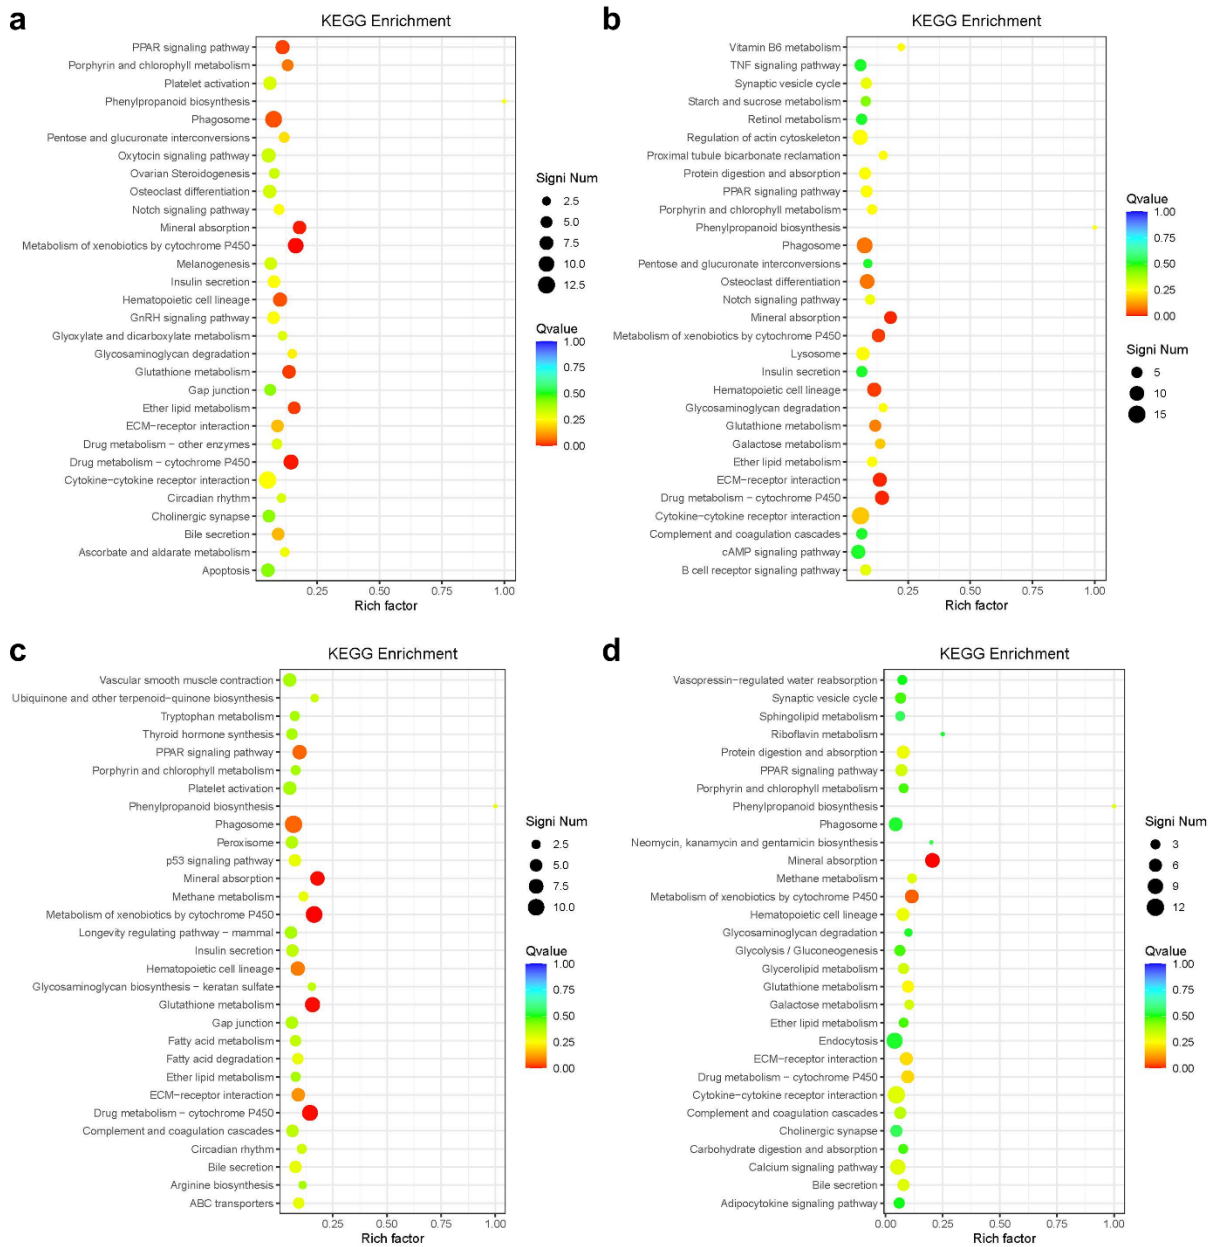 a
KEGG Enrichment
PPAR signaling pathway
Porphyrin and chlorophyll metabolism
Platelet activation
Phenylpropanoid biosynthesis
Phagosome
Pentose and glucuronate interconversions
Oxytocin signaling pathway
Ovarian Steroidogenesis
Osteoclast differentiation
Notch signaling pathway
Mineral absorption
Metabolism of xenobiotics by cytochrome P450
Melanogenesis
Insulin secretion
Hematopoietic cell lineage
GnRH signaling pathway
Glyoxylate and dicarboxylate metabolism
Glycosaminoglycan degradation
Glutathione metabolism
Gap junction
Ether lipid metabolism
ECM−receptor interaction
Drug metabolism − other enzymes
Drug metabolism − cytochrome P450
Cytokine−cytokine receptor interaction
Circadian rhythm
Cholinergic synapse
Bile secretion
Ascorbate and aldarate metabolism
Apoptosis
0.25 0.50 0.75 1.00
Rich factor
Signi Num
2.5
5.0
7.5
10.0
12.5
Qvalue
1.00
0.75
0.50
0.25
0.00
b
KEGG Enrichment
Vitamin B6 metabolism
TNF signaling pathway
Synaptic vesicle cycle
Starch and sucrose metabolism
Retinol metabolism
Regulation of actin cytoskeleton
Proximal tubule bicarbonate reclamation
Protein digestion and absorption
PPAR signaling pathway
Porphyrin and chlorophyll metabolism
Phenylpropanoid biosynthesis
Phagosome
Pentose and glucuronate interconversions
Osteoclast differentiation
Notch signaling pathway
Mineral absorption
Metabolism of xenobiotics by cytochrome P450
Lysosome
Insulin secretion
Hematopoietic cell lineage
Glycosaminoglycan degradation
Glutathione metabolism
Galactose metabolism
Ether lipid metabolism
ECM−receptor interaction
Drug metabolism − cytochrome P450
Cytokine−cytokine receptor interaction
Complement and coagulation cascades
cAMP signaling pathway
B cell receptor signaling pathway
0.25 0.50 0.75 1.00
Rich factor
Qvalue
1.00
0.75
0.50
0.25
0.00
Signi Num
5
10
15
c
KEGG Enrichment
Vascular smooth muscle contraction
Ubiquinone and other terpenoid−quinone biosynthesis
Tryptophan metabolism
Thyroid hormone synthesis
PPAR signaling pathway
Porphyrin and chlorophyll metabolism
Platelet activation
Phenylpropanoid biosynthesis
Phagosome
Peroxisome
p53 signaling pathway
Mineral absorption
Methane metabolism
Metabolism of xenobiotics by cytochrome P450
Longevity regulating pathway − mammal
Insulin secretion
Hematopoietic cell lineage
Glycosaminoglycan biosynthesis − keratan sulfate
Glutathione metabolism
Gap junction
Fatty acid metabolism
Fatty acid degradation
Ether lipid metabolism
ECM−receptor interaction
Drug metabolism − cytochrome P450
Complement and coagulation cascades
Circadian rhythm
Bile secretion
Arginine biosynthesis
ABC transporters
0.25 0.50 0.75 1.00
Rich factor
Signi Num
2.5
5.0
7.5
10.0
Qvalue
1.00
0.75
0.50
0.25
0.00
d
KEGG Enrichment
Vasopressin−regulated water reabsorption
Synaptic vesicle cycle
Sphingolipid metabolism
Riboflavin metabolism
Protein digestion and absorption
PPAR signaling pathway
Porphyrin and chlorophyll metabolism
Phenylpropanoid biosynthesis
Phagosome
Neomycin, kanamycin and gentamicin biosynthesis
Mineral absorption
Methane metabolism
Metabolism of xenobiotics by cytochrome P450
Hematopoietic cell lineage
Glycosaminoglycan degradation
Glycolysis / Gluconeogenesis
Glycerolipid metabolism
Glutathione metabolism
Galactose metabolism
Ether lipid metabolism
Endocytosis
ECM−receptor interaction
Drug metabolism − cytochrome P450
Cytokine−cytokine receptor interaction
Complement and coagulation cascades
Cholinergic synapse
Carbohydrate digestion and absorption
Calcium signaling pathway
Bile secretion
Adipocytokine signaling pathway
0.00 0.25 0.50 0.75 1.00
Rich factor
Signi Num
3
6
9
12
Qvalue
1.00
0.75
0.50
0.25
0.00